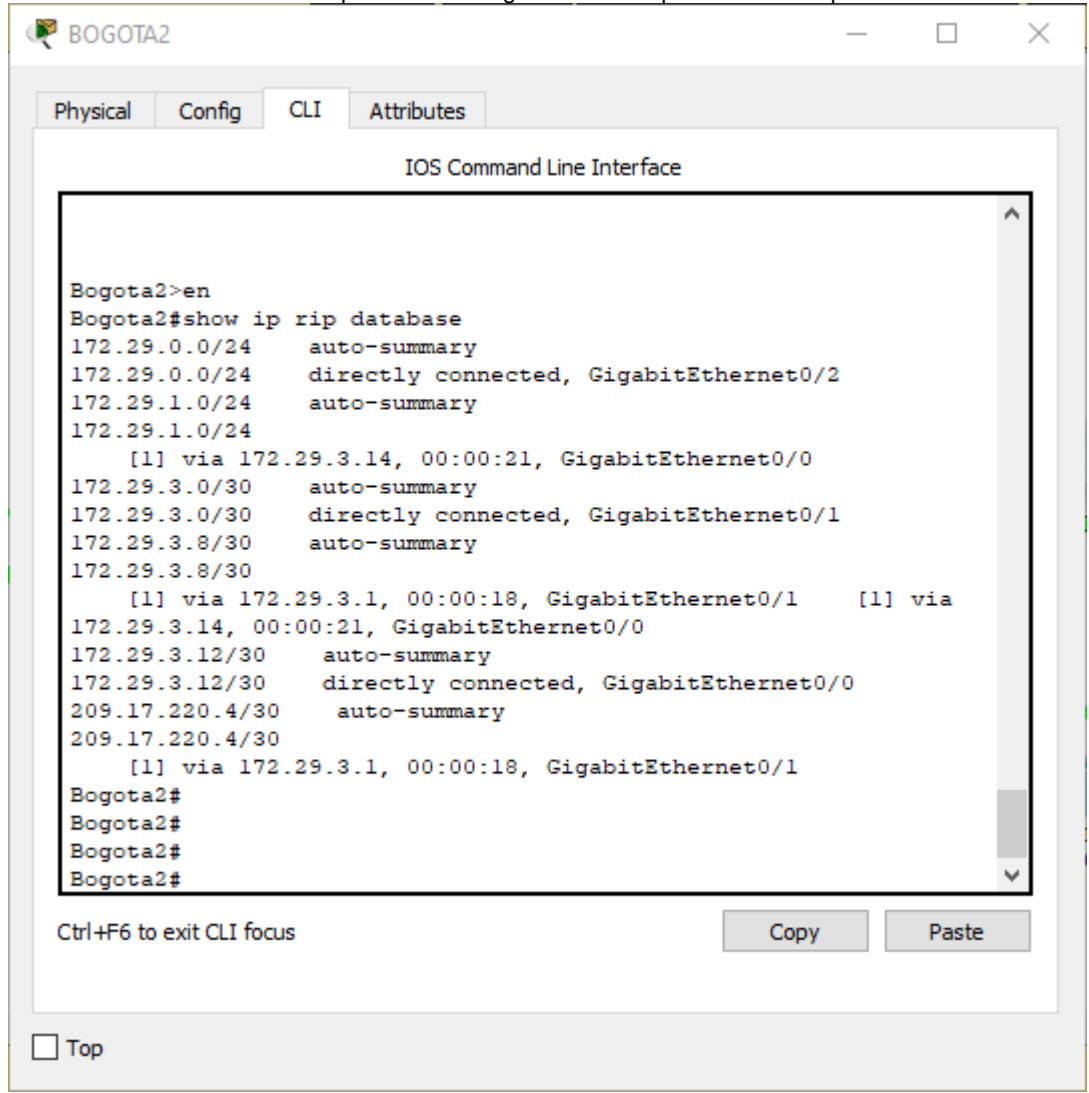 BOGOTA2
Physical Config CLI Attributes
IOS Command Line Interface
Bogota2>en
Bogota2#show ip rip database
172.29.0.0/24    auto-summary
172.29.0.0/24    directly connected, GigabitEthernet0/2
172.29.1.0/24    auto-summary
172.29.1.0/24
    [1] via 172.29.3.14, 00:00:21, GigabitEthernet0/0
172.29.3.0/30    auto-summary
172.29.3.0/30    directly connected, GigabitEthernet0/1
172.29.3.8/30    auto-summary
172.29.3.8/30
    [1] via 172.29.3.1, 00:00:18, GigabitEthernet0/1    [1] via
172.29.3.14, 00:00:21, GigabitEthernet0/0
172.29.3.12/30    auto-summary
172.29.3.12/30    directly connected, GigabitEthernet0/0
209.17.220.4/30    auto-summary
209.17.220.4/30
    [1] via 172.29.3.1, 00:00:18, GigabitEthernet0/1
Bogota2#
Bogota2#
Bogota2#
Bogota2#
Ctrl+F6 to exit CLI focus
Copy Paste
Top